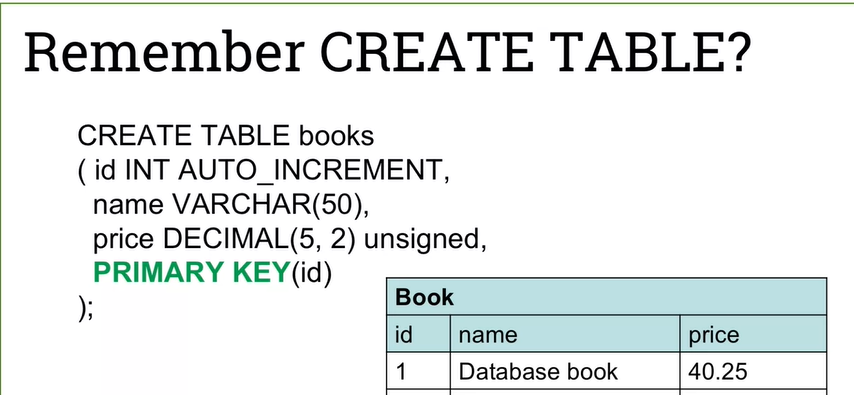 Remember CREATE TABLE?
CREATE TABLE books
( id INT AUTO_INCREMENT,
name VARCHAR(50),
price DECIMAL(5, 2) unsigned,
PRIMARY KEY(id)
);
Book
id name price
1 Database book 40.25